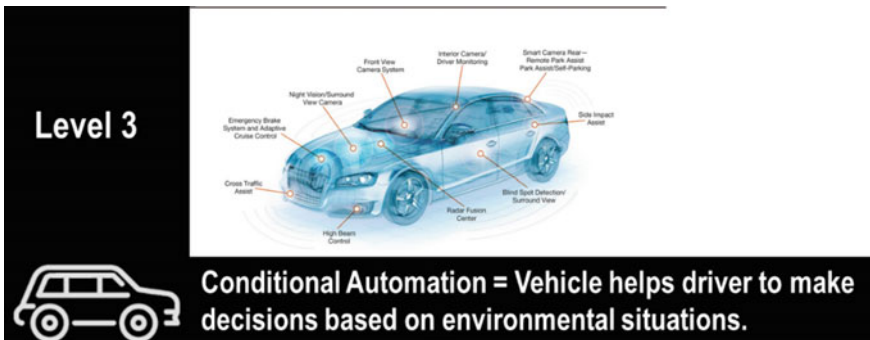 Level 3
Front View
Camera System
Interior Camera/
Driver Monitoring
Smart Camera Rear—
Remote Park Assist
Park Assist/Self-Parking
Night Vision/Surround
View Camera
Side Impact
Assist
Emergency Brake
System and Adaptive
Cruise Control
Cross Traffic
Assist
Blind Spot Detection/
Surround View
Radar Fusion
Center
High Beam
Control
Conditional Automation = Vehicle helps driver to make
decisions based on environmental situations.